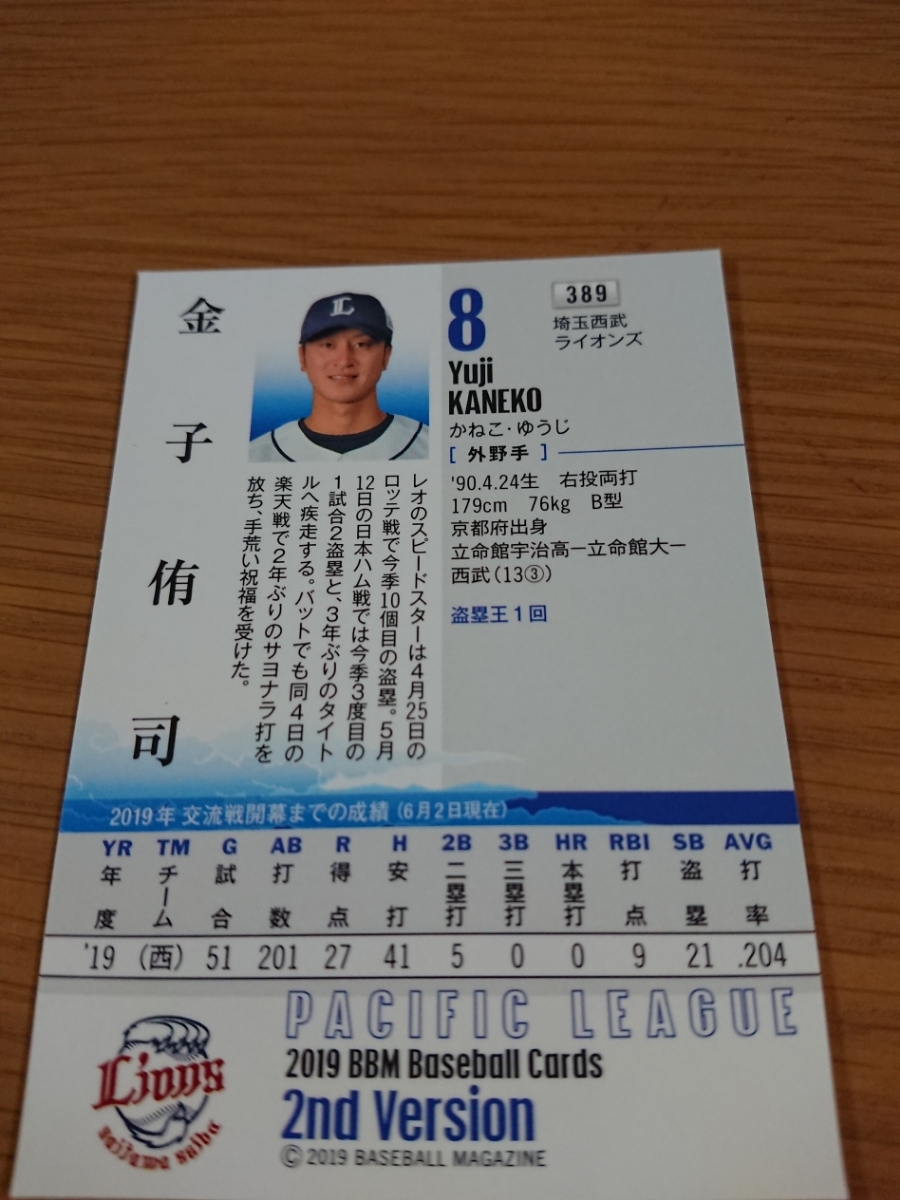 金子侑司
8
389
埼玉西武
ライオンズ
Yuji
KANEKO
かねこ・ゆうじ
[ 外野手 ]
'90.4.24生 右投両打
179cm 76kg B型
京都府出身
立命館宇治高ー立命館大ー
西武(13③)
盗塁王1回
レオのスピードスターは4月25日の
ロッテ戦で今季10個目の盗塁。5月
12日の日本ハム戦では今季3度目の
1試合2盗塁と、3年ぶりのタイト
ルへ疾走する。バットでも同4日の
楽天戦で2年ぶりのサヨナラ打を
放ち、手荒い祝福を受けた。
2019年 交流戦開幕までの成績 (6月2日現在)
YR TM G AB R H 2B 3B HR RBI SB AVG
年度 チーム 試合 打数 得点 安打 二塁打 三塁打 本塁打 打点 盗塁 打率
'19 (西) 51 201 27 41 5 0 0 9 21 .204
PACIFIC LEAGUE
Lions
Saitama Seibu
2019 BBM Baseball Cards
2nd Version
©2019 BASEBALL MAGAZINE